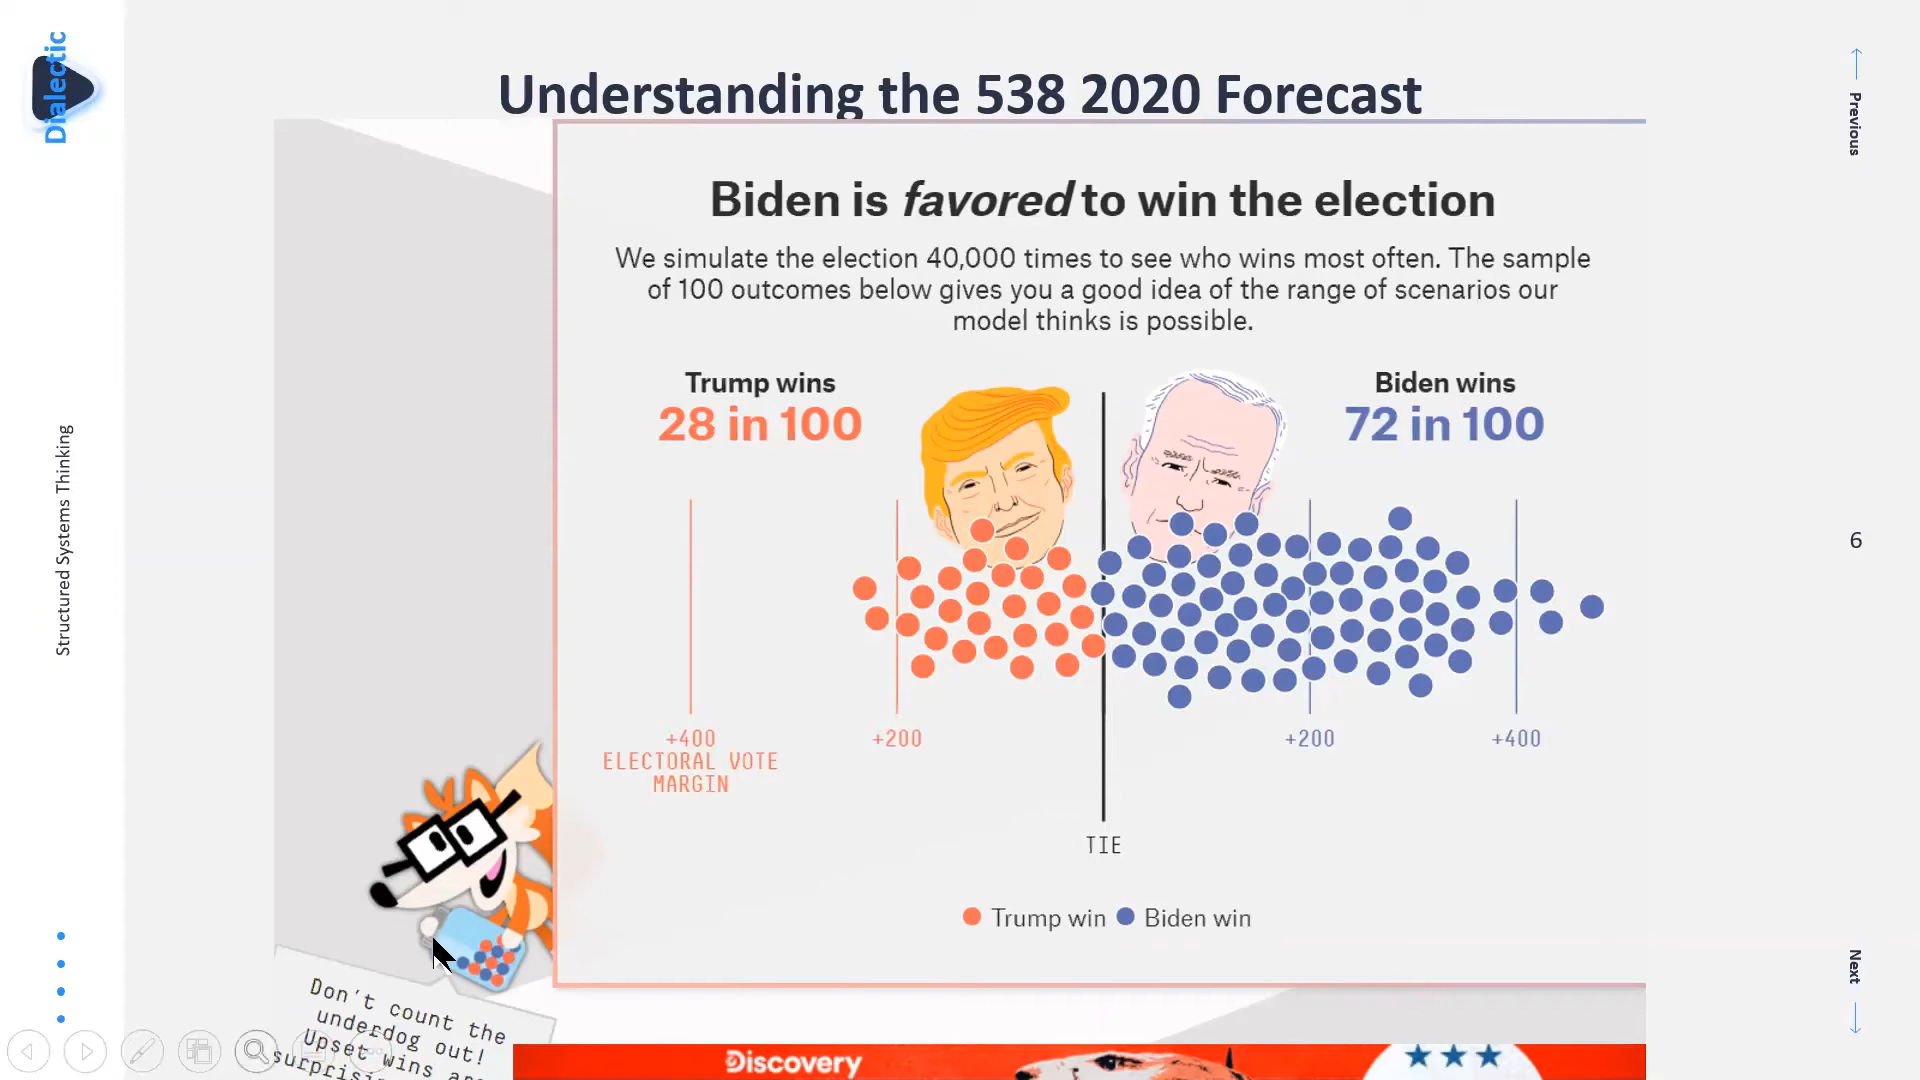 Dialectic
Understanding the 538 2020 Forecast
Previous
Biden is favored to win the election
We simulate the election 40,000 times to see who wins most often. The sample
of 100 outcomes below gives you a good idea of the range of scenarios our
model thinks is possible.
Trump wins
28 in 100
Biden wins
72 in 100
Structured Systems Thinking
6
+400
ELECTORAL VOTE
MARGIN
+200
+200
+400
TIE
Trump win
Biden win
Next
Don't count the
underdog out!
Upset wins
Discovery